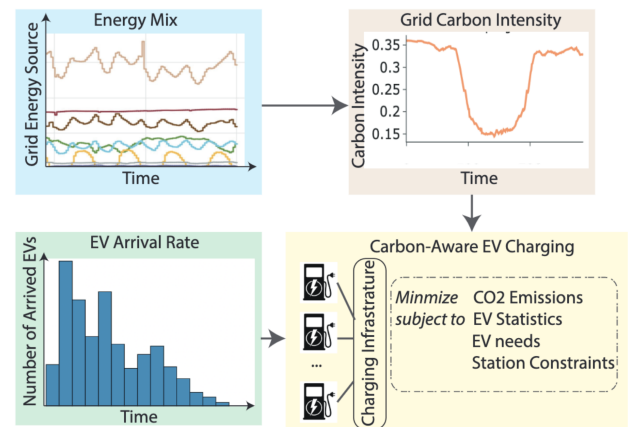 Energy Mix
Grid Energy Source
Time
Grid Carbon Intensity
Carbon Intensity
0.35
0.3
0.25
0.2
0.15
Time
EV Arrival Rate
Number of Arrived EVs
Time
Carbon-Aware EV Charging
...
Charging Infrastrature
Minmize CO2 Emissions
subject to EV Statistics
EV needs
Station Constraints